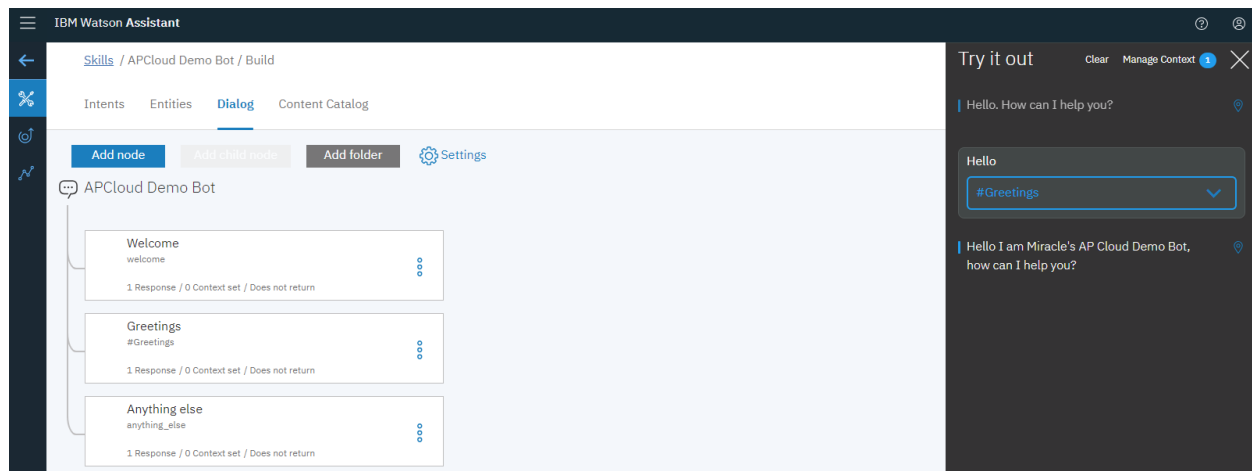 IBM Watson Assistant
Skills / APCloud Demo Bot / Build
Intents Entities Dialog Content Catalog
Add node Add child node Add folder Settings
APCloud Demo Bot
Welcome
welcome
1 Response / 0 Context set / Does not return
Greetings
#Greetings
1 Response / 0 Context set / Does not return
Anything else
anything_else
1 Response / 0 Context set / Does not return
Try it out Clear Manage Context 1
Hello. How can I help you?
Hello
#Greetings
Hello I am Miracle's AP Cloud Demo Bot,
how can I help you?